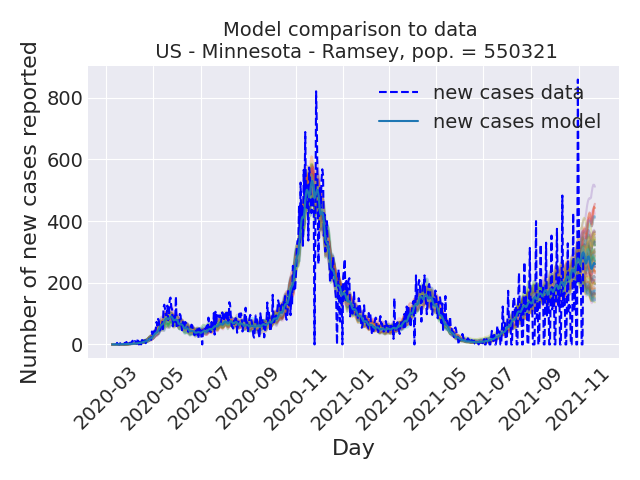 Model comparison to data
US - Minnesota - Ramsey, pop. = 550321
Number of new cases reported
800
600
400
200
0
new cases data
new cases model
2020-03
2020-05
2020-07
2020-09
2020-11
2021-01
2021-03
2021-05
2021-07
2021-09
2021-11
Day